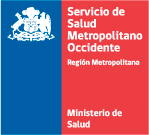 Servicio de
Salud
Metropolitano
Occidente
Región Metropolitana
Ministerio de
Salud